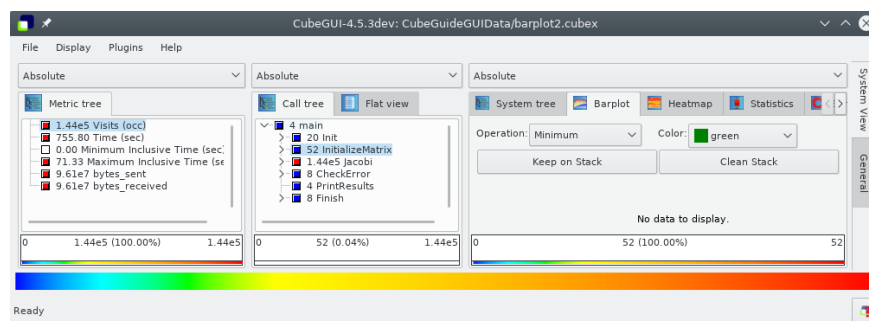 CubeGUI-4.5.3dev: CubeGuideGUIData/barplot2.cubex
File Display Plugins Help
Absolute
Absolute
Absolute
Metric tree
Call tree
Flat view
System tree
Barplot
Heatmap
Statistics
1.44e5 Visits (occ)
755.80 Time (sec)
0.00 Minimum Inclusive Time (sec
71.33 Maximum Inclusive Time (se
9.61e7 bytes_sent
9.61e7 bytes_received
4 main
20 Init
52 InitializeMatrix
1.44e5 Jacobi
8 CheckError
4 PrintResults
8 Finish
Operation: Minimum
Color: green
Keep on Stack
Clean Stack
No data to display.
0 1.44e5 (100.00%) 1.44e5
0 52 (0.04%) 1.44e5
0 52 (100.00%) 52
System View
General
Ready